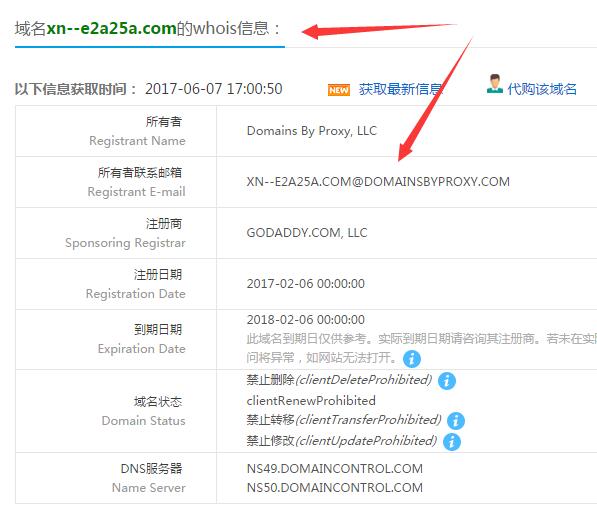 域名xn--e2a25a.com的whois信息：
以下信息获取时间： 2017-06-07 17:00:50 NEW 获取最新信息 代购该域名
所有者
Registrant Name
Domains By Proxy, LLC
所有者联系邮箱
Registrant E-mail
XN--E2A25A.COM@DOMAINSBYPROXY.COM
注册商
Sponsoring Registrar
GODADDY.COM, LLC
注册日期
Registration Date
2017-02-06 00:00:00
到期日期
Expiration Date
2018-02-06 00:00:00
此域名到期日仅供参考。实际到期日期请咨询其注册商。若未在实
问将异常，如网站无法打开。
域名状态
Domain Status
禁止删除(clientDeleteProhibited)
clientRenewProhibited
禁止转移(clientTransferProhibited)
禁止修改(clientUpdateProhibited)
DNS服务器
Name Server
NS49.DOMAINCONTROL.COM
NS50.DOMAINCONTROL.COM